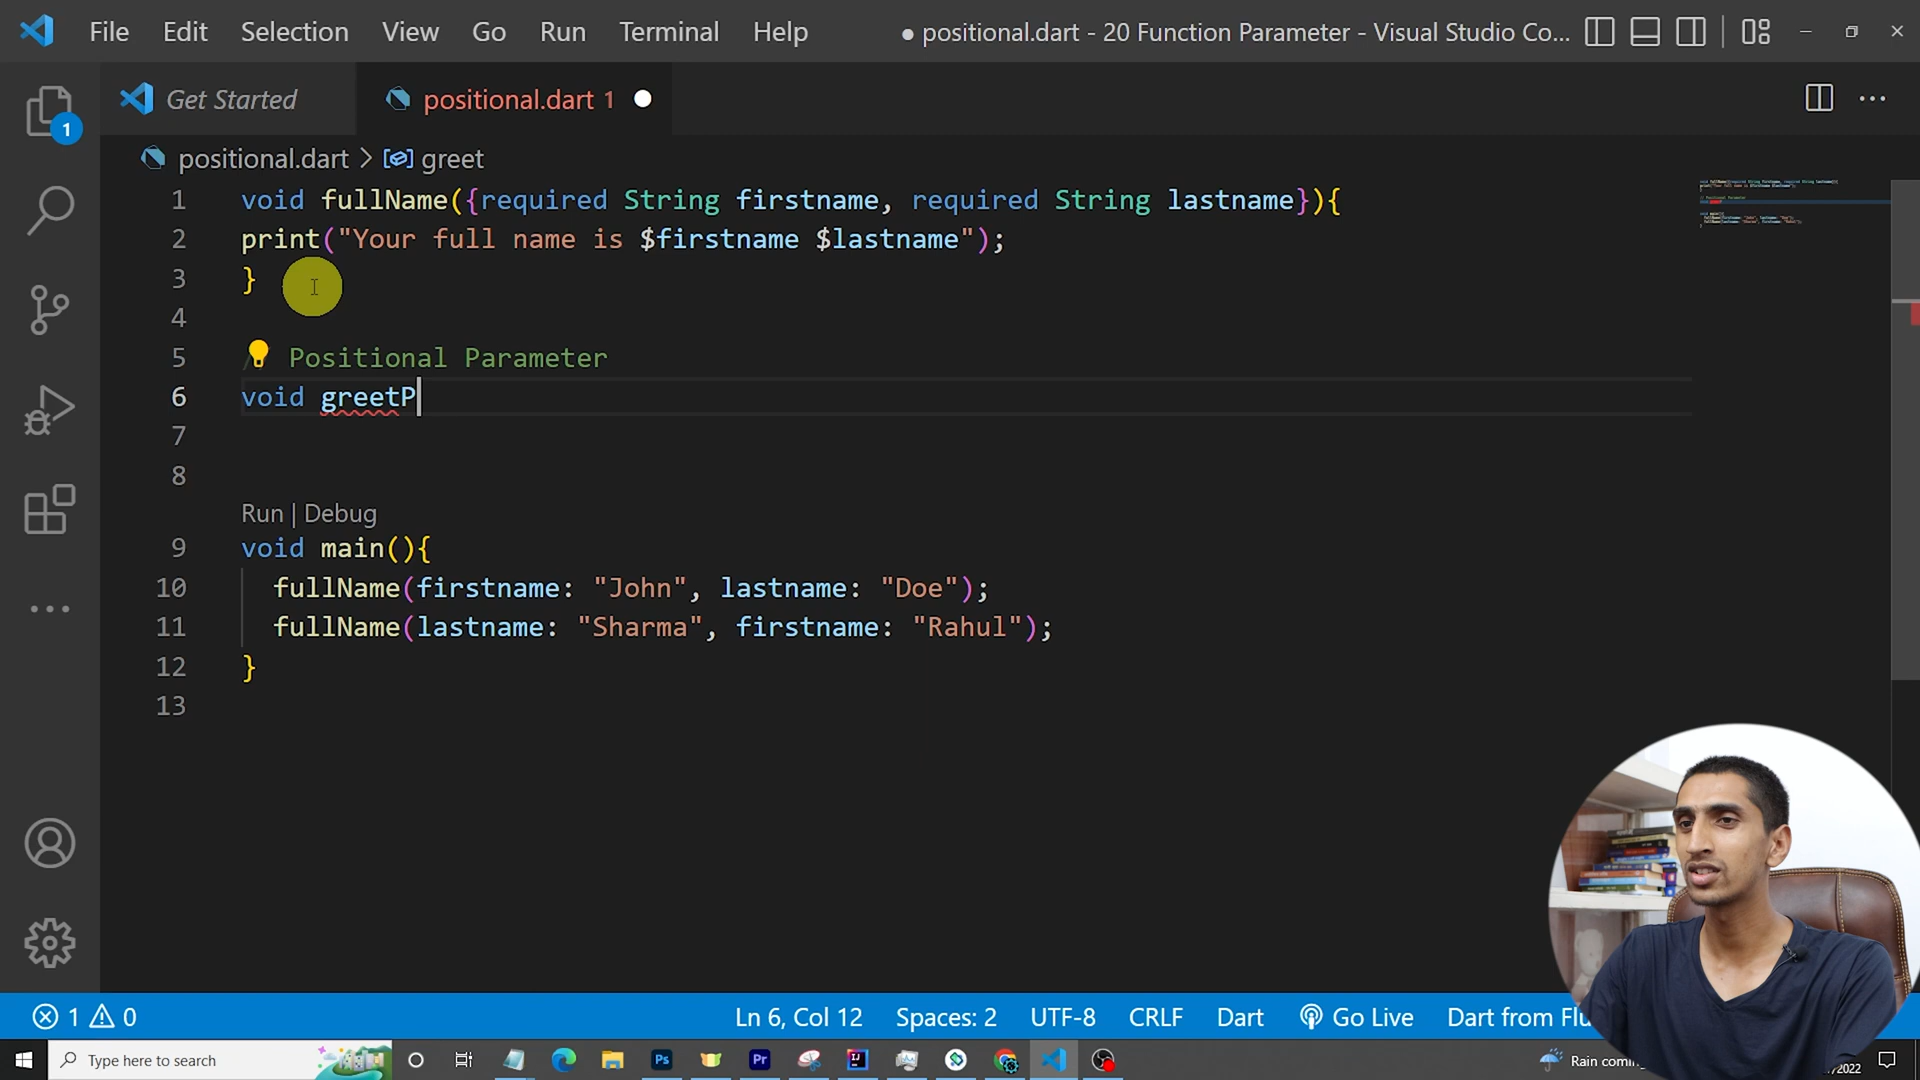 File Edit Selection View Go Run Terminal Help ● positional.dart - 20 Function Parameter - Visual Studio Co...
Get Started positional.dart 1
positional.dart > greet
1 void fullName({required String firstname, required String lastname}){
2 print("Your full name is $firstname $lastname");
3 }
4
5 / Positional Parameter
6 void greetP
7
8
Run | Debug
9 void main(){
10 fullName(firstname: "John", lastname: "Doe");
11 fullName(lastname: "Sharma", firstname: "Rahul");
12 }
13
1 0 Ln 6, Col 12 Spaces: 2 UTF-8 CRLF Dart Go Live Dart from Flu
Type here to search Rain comin /2022